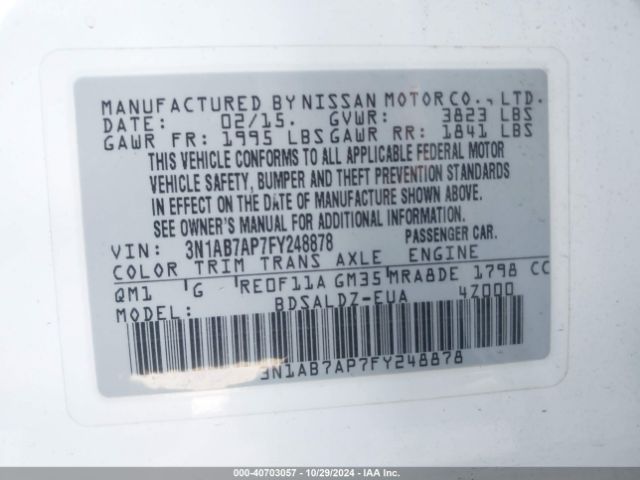 MANUFACTURED BY NISSAN MOTOR CO., LTD.
DATE: 02/15. GVWR: 3823 LBS
GAWR FR: 1995 LBS GAWR RR: 1841 LBS
THIS VEHICLE CONFORMS TO ALL APPLICABLE FEDERAL MOTOR
VEHICLE SAFETY, BUMPER AND THEFT PREVENTION STANDARDS
IN EFFECT ON THE DATE OF MANUFACTURE SHOWN ABOVE.
SEE OWNER'S MANUAL FOR ADDITIONAL INFORMATION.
VIN: 3N1AB7AP7FY248878 PASSENGER CAR.
COLOR TRIM TRANS AXLE ENGINE
QM1 G RE0F11A GM35 MRA8DE 1798 CC
MODEL: BDSALDZ-EUA 4Z000
3N1AB7AP7FY248878
000-40703057 - 10/29/2024 - IAA Inc.